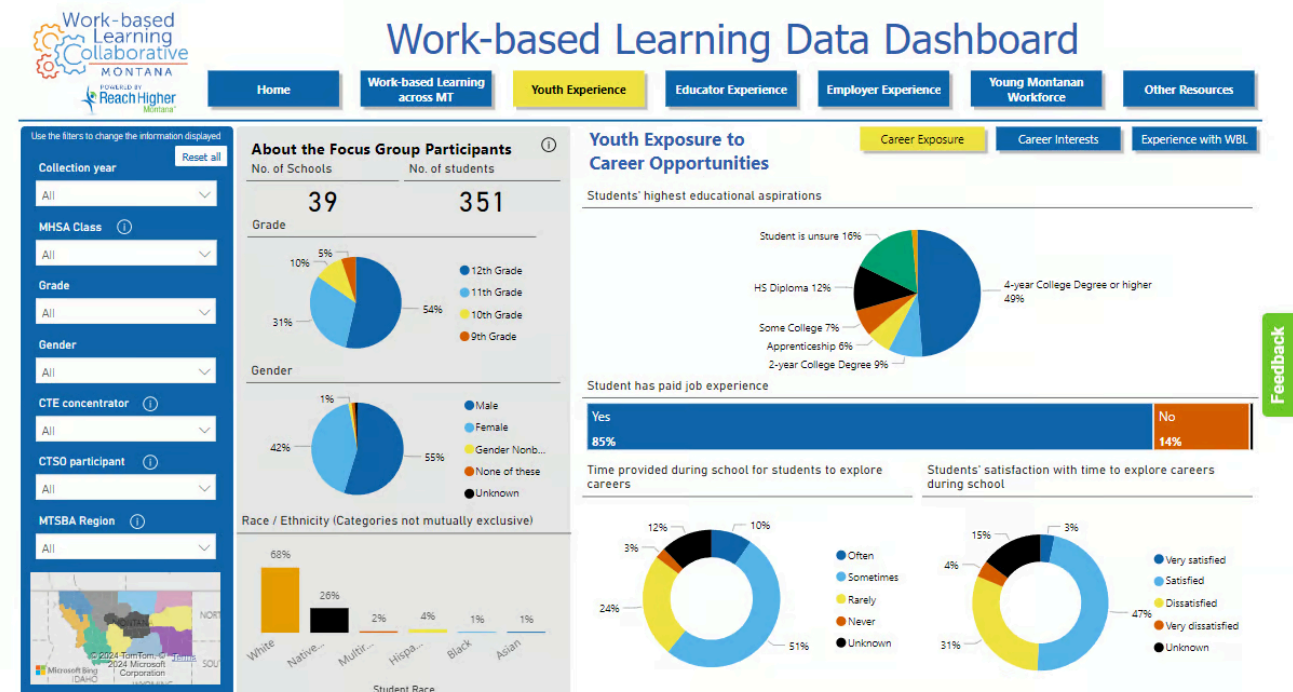 Work-based
Learning
Collaborative
MONTANA
POWERED BY
Reach Higher
Montana
Work-based Learning Data Dashboard
Home
Work-based Learning
across MT
Youth Experience
Educator Experience
Employer Experience
Young Montanan
Workforce
Other Resources
Use the filters to change the information displayed
Reset all
Collection year
All
MHSA Class
All
Grade
All
Gender
All
CTE concentrator
All
CTSO participant
All
MTSBA Region
All
MONTANA
NOR
SOU
IDAHO
© 2024 TomTom, ©
2024 Microsoft
Corporation
Terms
Microsoft Bing
About the Focus Group Participants
No. of Schools
No. of students
39
351
Grade
5%
10%
31%
54%
12th Grade
11th Grade
10th Grade
9th Grade
Gender
1%
42%
55%
Male
Female
Gender Nonb...
None of these
Unknown
Race / Ethnicity (Categories not mutually exclusive)
68%
26%
2%
4%
1%
1%
White
Native...
Multir...
Hispa...
Black
Asian
Student Race
Youth Exposure to
Career Opportunities
Career Exposure
Career Interests
Experience with WBL
Students' highest educational aspirations
Student is unsure 16%
HS Diploma 12%
Some College 7%
Apprenticeship 6%
2-year College Degree 9%
4-year College Degree or higher
49%
Student has paid job experience
Yes
85%
No
14%
Time provided during school for students to explore
careers
12%
10%
3%
24%
51%
Often
Sometimes
Rarely
Never
Unknown
Students' satisfaction with time to explore careers
during school
15%
3%
4%
47%
31%
Very satisfied
Satisfied
Dissatisfied
Very dissatisfied
Unknown
Feedback